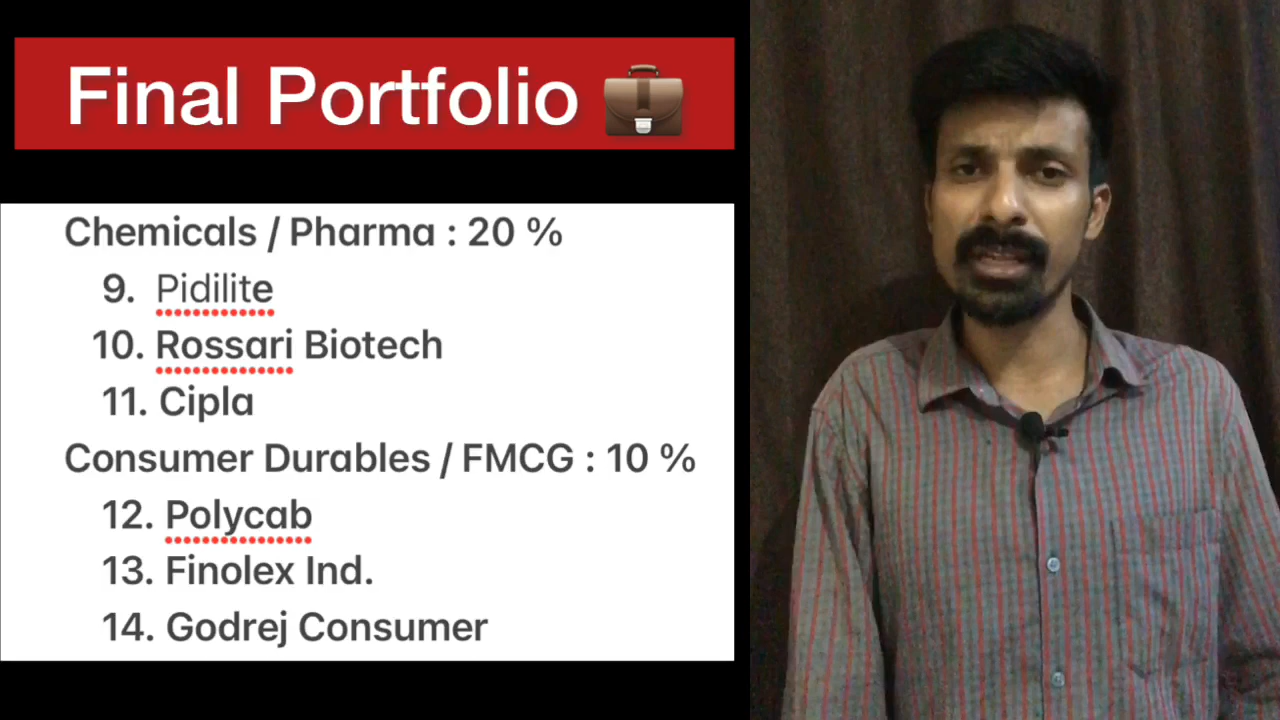 Final Portfolio 💼
Chemicals / Pharma : 20 %
9. Pidilite
10. Rossari Biotech
11. Cipla
Consumer Durables / FMCG : 10 %
12. Polycab
13. Finolex Ind.
14. Godrej Consumer